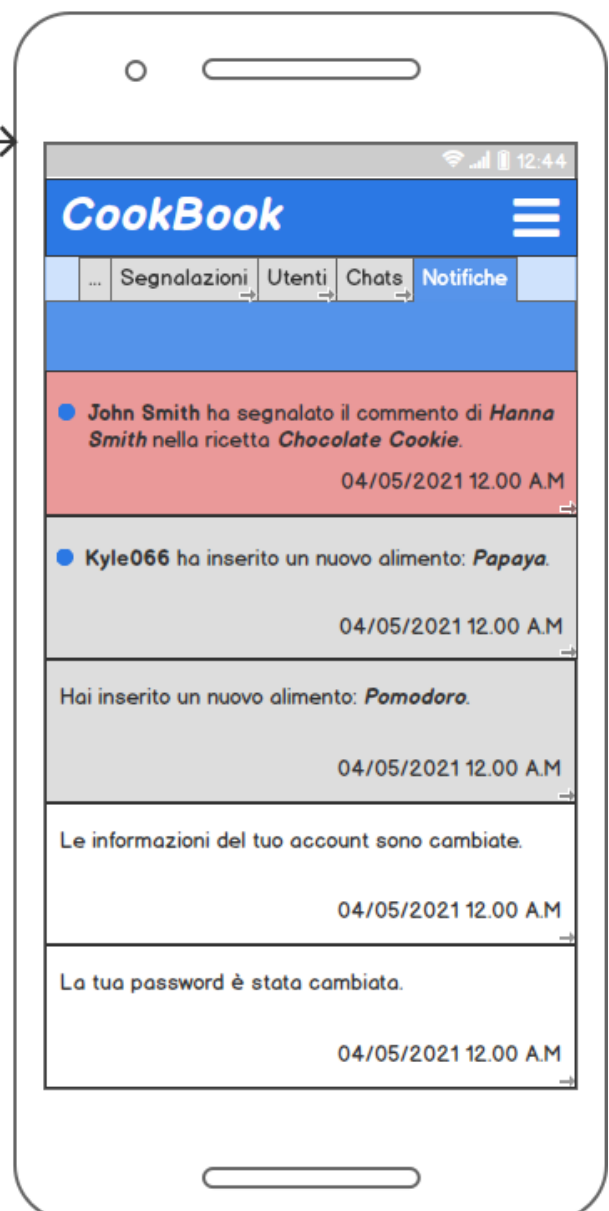 12:44
CookBook
... Segnalazioni Utenti Chats Notifiche
John Smith ha segnalato il commento di Hanna
Smith nella ricetta Chocolate Cookie.
04/05/2021 12.00 A.M
Kyle066 ha inserito un nuovo alimento: Papaya.
04/05/2021 12.00 A.M
Hai inserito un nuovo alimento: Pomodoro.
04/05/2021 12.00 A.M
Le informazioni del tuo account sono cambiate.
04/05/2021 12.00 A.M
La tua password è stata cambiata.
04/05/2021 12.00 A.M